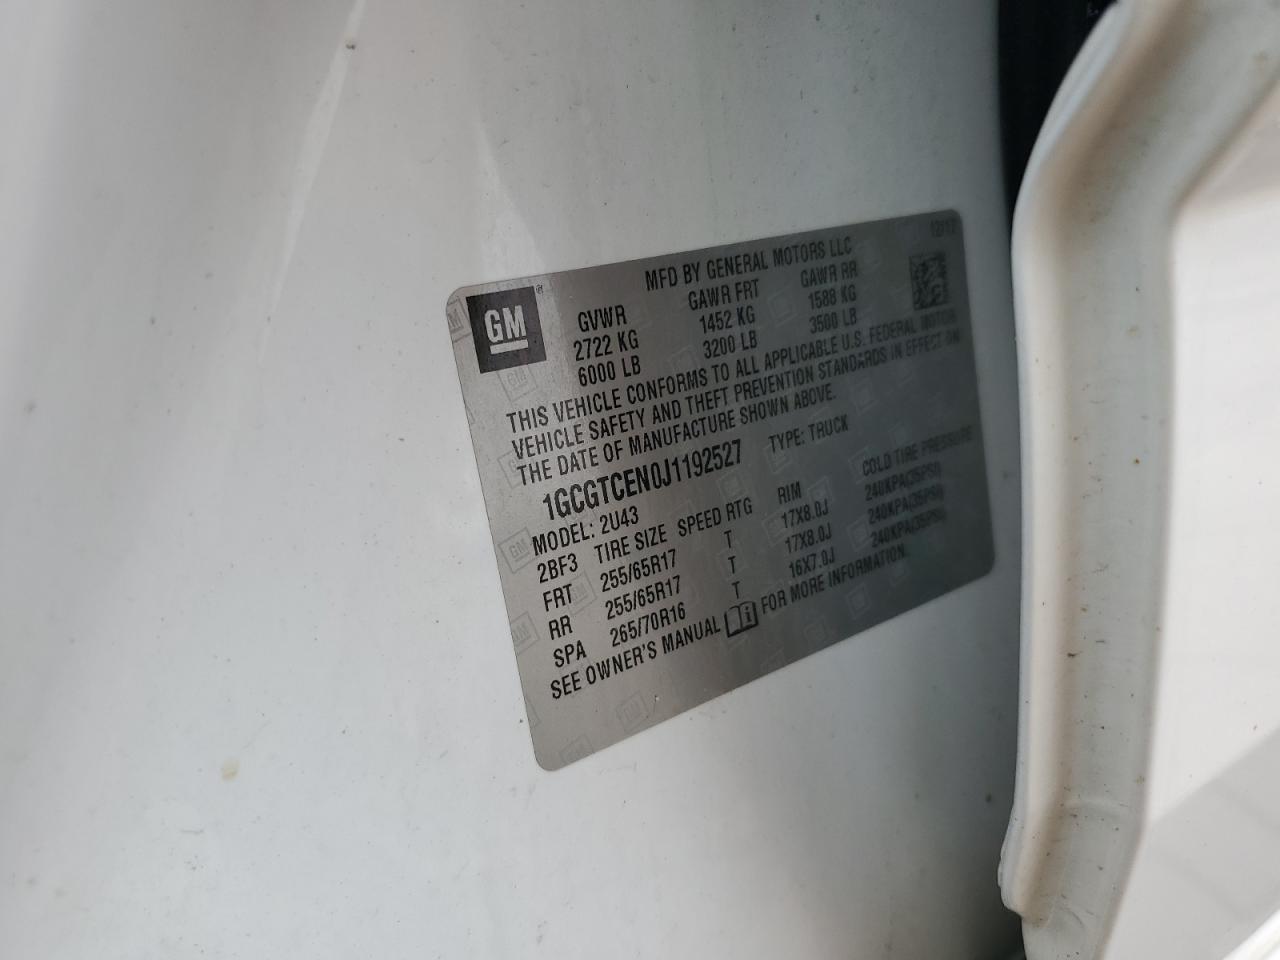 MFD BY GENERAL MOTORS LLC 12/17
GM
GVWR GAWR FRT GAWR RR
2722 KG 1452 KG 1588 KG
6000 LB 3200 LB 3500 LB
THIS VEHICLE CONFORMS TO ALL APPLICABLE U.S. FEDERAL MOTOR
VEHICLE SAFETY AND THEFT PREVENTION STANDARDS IN EFFECT ON
THE DATE OF MANUFACTURE SHOWN ABOVE.
1GCGTCEN0J1192527 TYPE: TRUCK
MODEL: 2U43
2BF3 TIRE SIZE SPEED RTG RIM COLD TIRE PRESSURE
FRT 255/65R17 T 17X8.0J 240KPA(35PSI)
RR 255/65R17 T 17X8.0J 240KPA(35PSI)
SPA 265/70R16 T 16X7.0J 240KPA(35PSI)
SEE OWNER'S MANUAL FOR MORE INFORMATION.